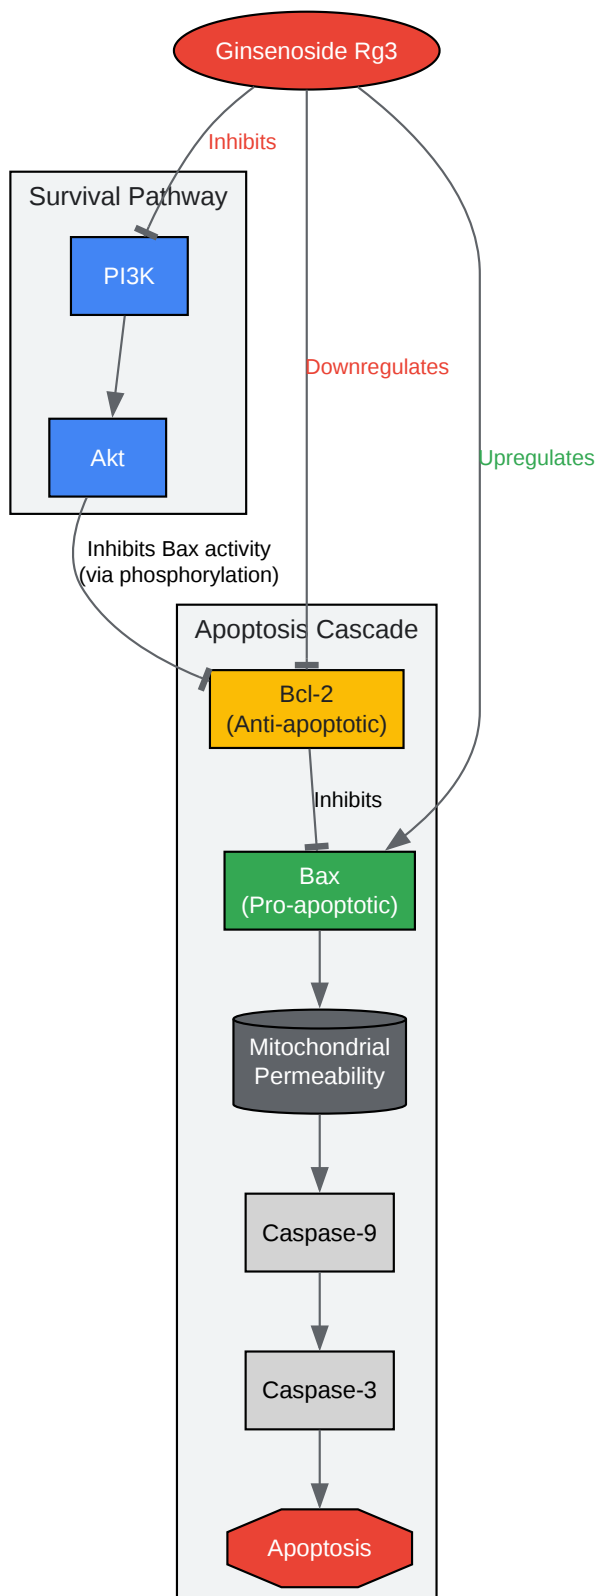 Ginsenoside Rg3
Inhibits
Survival Pathway
PI3K
Downregulates
Akt
Upregulates
Inhibits Bax activity
(via phosphorylation)
Apoptosis Cascade
Bcl-2
(Anti-apoptotic)
Inhibits
Bax
(Pro-apoptotic)
Mitochondrial
Permeability
Caspase-9
Caspase-3
Apoptosis